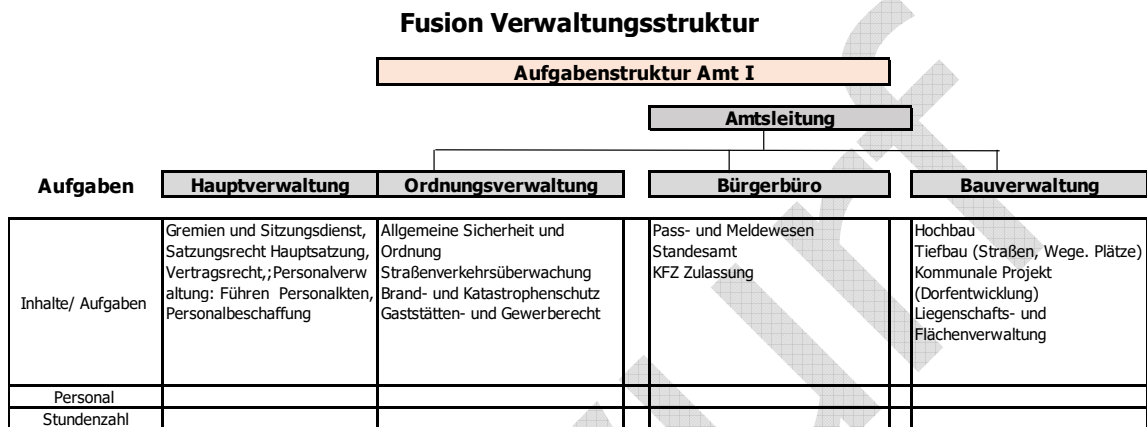 Fusion Verwaltungsstruktur
Aufgabenstruktur Amt I
Amtsleitung
Aufgaben
Hauptverwaltung
Ordnungsverwaltung
Bürgerbüro
Bauverwaltung
Inhalte/ Aufgaben
Gremien und Sitzungsdienst,
Satzungsrecht Hauptsatzung,
Vertragsrecht,;Personalverw
altung: Führen Personalkten,
Personalbeschaffung
Allgemeine Sicherheit und
Ordnung
Straßenverkehrsüberwachung
Brand- und Katastrophenschutz
Gaststätten- und Gewerberecht
Pass- und Meldewesen
Standesamt
KFZ Zulassung
Hochbau
Tiefbau (Straßen, Wege. Plätze)
Kommunale Projekt
(Dorfentwicklung)
Liegenschafts- und
Flächenverwaltung
Personal
Stundenzahl